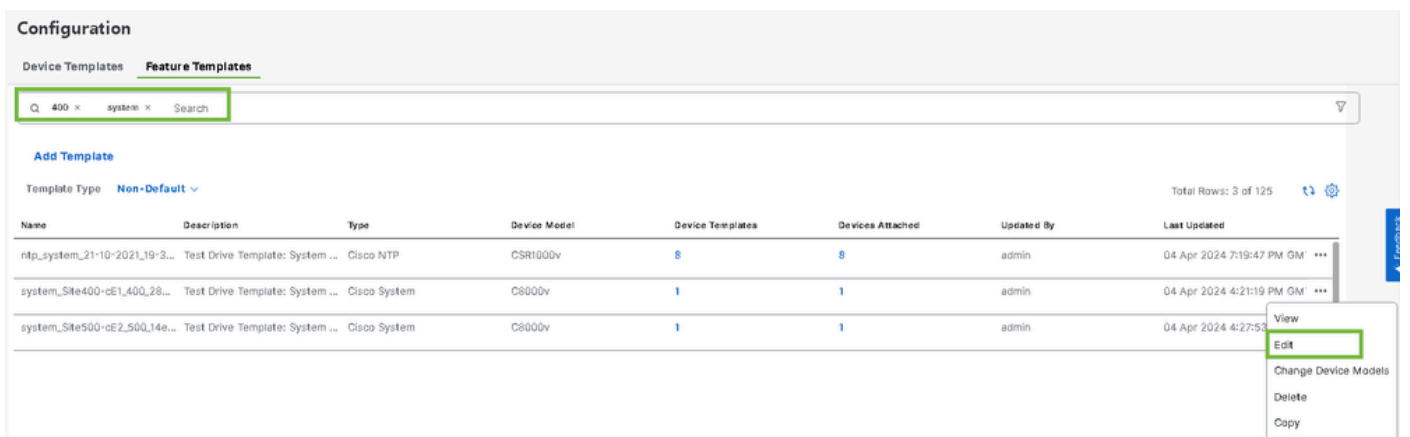 Configuration
Device Templates Feature Templates
400 × system × Search
Add Template
Template Type Non-Default
Total Rows: 3 of 125
Name Description Type Device Model Device Templates Devices Attached Updated By Last Updated
ntp_system_21-10-2021_19-3... Test Drive Template: System ... Cisco NTP CSR1000v 8 8 admin 04 Apr 2024 7:19:47 PM GM ...
system_Site400-cE1_400_28... Test Drive Template: System ... Cisco System C8000v 1 1 admin 04 Apr 2024 4:21:19 PM GM ...
system_Site500-cE2_500_14e... Test Drive Template: System ... Cisco System C8000v 1 1 admin 04 Apr 2024 4:27:53
View
Edit
Change Device Models
Delete
Copy
Feedback